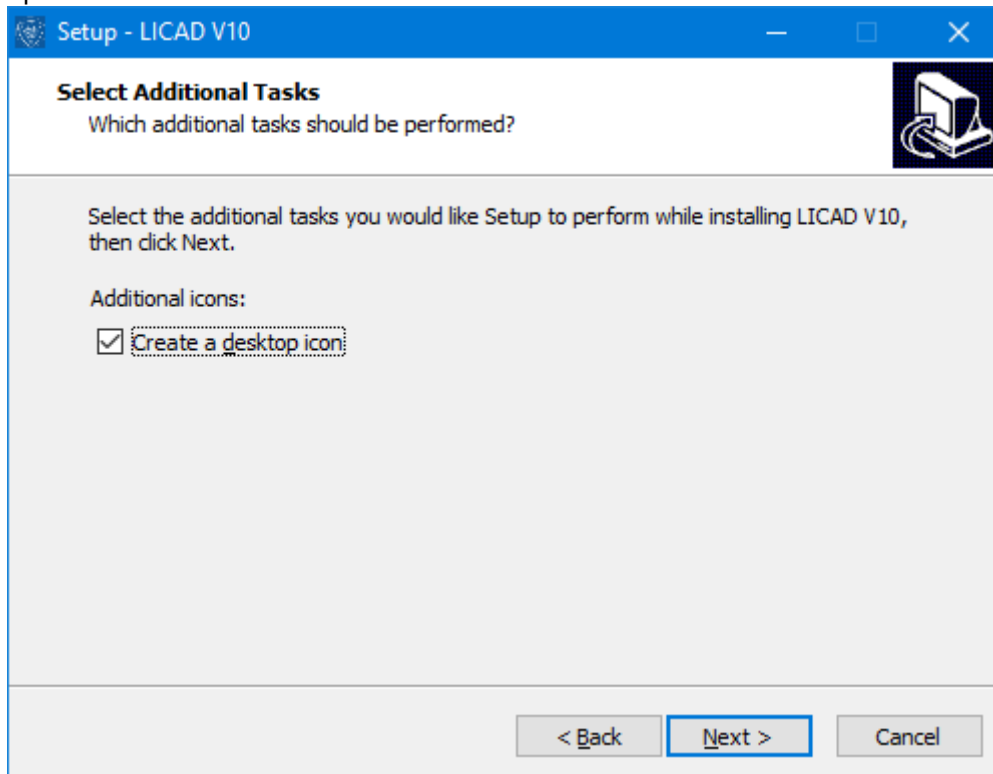 Setup - LICAD V10
Select Additional Tasks
Which additional tasks should be performed?
Select the additional tasks you would like Setup to perform while installing LICAD V10,
then click Next.
Additional icons:
Create a desktop icon
< Back
Next >
Cancel